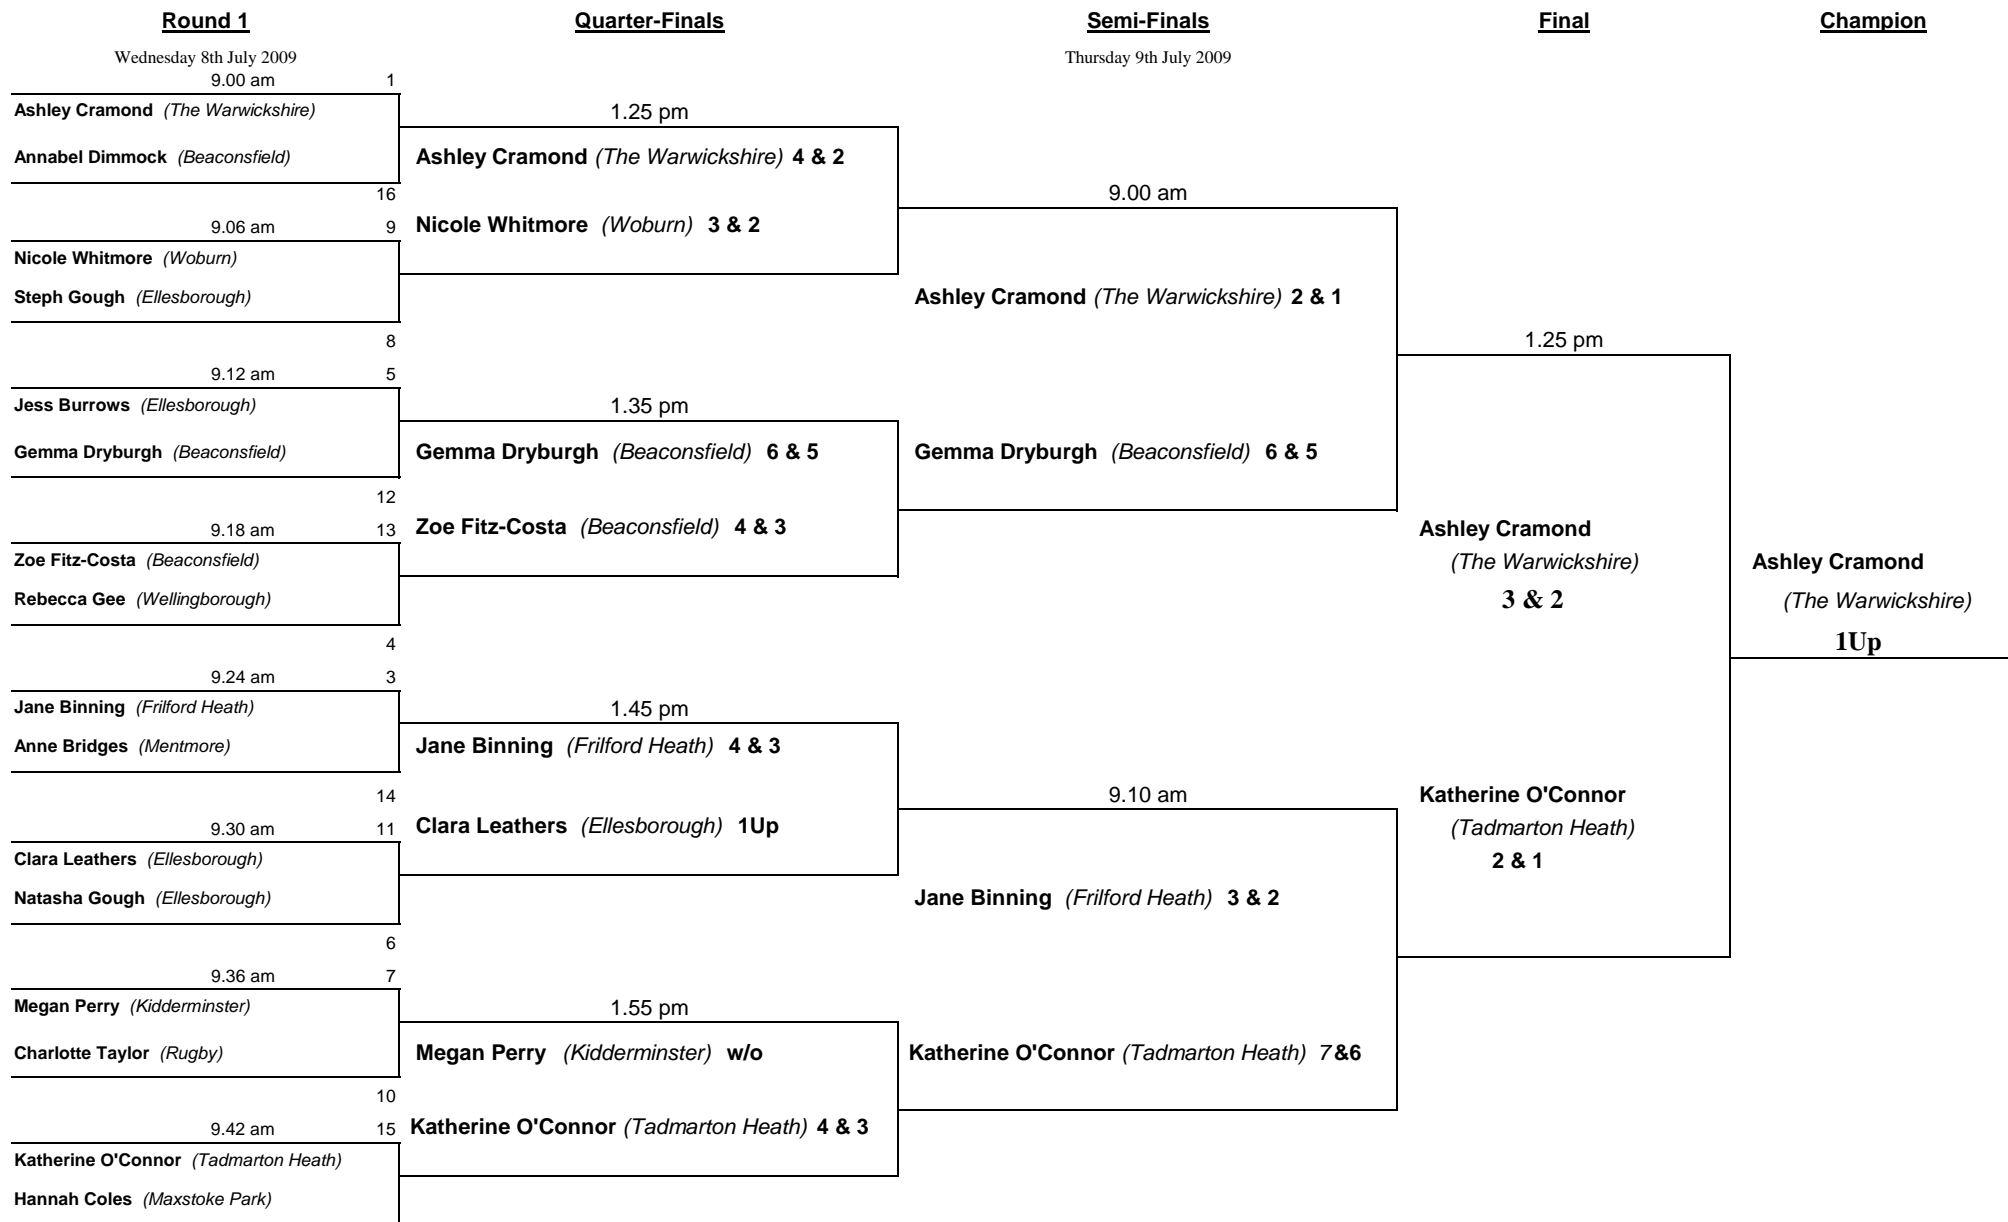 Round 1 Quarter-Finals Semi-Finals Final Champion
Wednesday 8th July 2009 Thursday 9th July 2009
9.00 am 1
Ashley Cramond (The Warwickshire)
Annabel Dimmock (Beaconsfield)
16
9.06 am 9
Nicole Whitmore (Woburn)
Steph Gough (Ellesborough)
8
9.12 am 5
Jess Burrows (Ellesborough)
Gemma Dryburgh (Beaconsfield)
12
9.18 am 13
Zoe Fitz-Costa (Beaconsfield)
Rebecca Gee (Wellingborough)
4
9.24 am 3
Jane Binning (Frilford Heath)
Anne Bridges (Mentmore)
14
9.30 am 11
Clara Leathers (Ellesborough)
Natasha Gough (Ellesborough)
6
9.36 am 7
Megan Perry (Kidderminster)
Charlotte Taylor (Rugby)
10
9.42 am 15
Katherine O'Connor (Tadmarton Heath)
Hannah Coles (Maxstoke Park)
1.25 pm
Ashley Cramond (The Warwickshire) 4 & 2
Nicole Whitmore (Woburn) 3 & 2
1.35 pm
Gemma Dryburgh (Beaconsfield) 6 & 5
Zoe Fitz-Costa (Beaconsfield) 4 & 3
1.45 pm
Jane Binning (Frilford Heath) 4 & 3
Clara Leathers (Ellesborough) 1Up
1.55 pm
Megan Perry (Kidderminster) w/o
Katherine O'Connor (Tadmarton Heath) 4 & 3
9.00 am
Ashley Cramond (The Warwickshire) 2 & 1
Gemma Dryburgh (Beaconsfield) 6 & 5
9.10 am
Jane Binning (Frilford Heath) 3 & 2
Katherine O'Connor (Tadmarton Heath) 7&6
1.25 pm
Ashley Cramond
(The Warwickshire)
3 & 2
Katherine O'Connor
(Tadmarton Heath)
2 & 1
Ashley Cramond
(The Warwickshire)
1Up